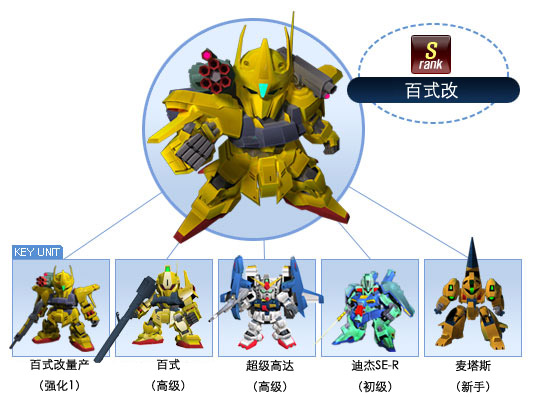 S
rank
百式改
KEY UNIT
百式改量产
（强化1）
百式
（高级）
超级高达
（高级）
迪杰SE-R
（初级）
麦塔斯
（新手）